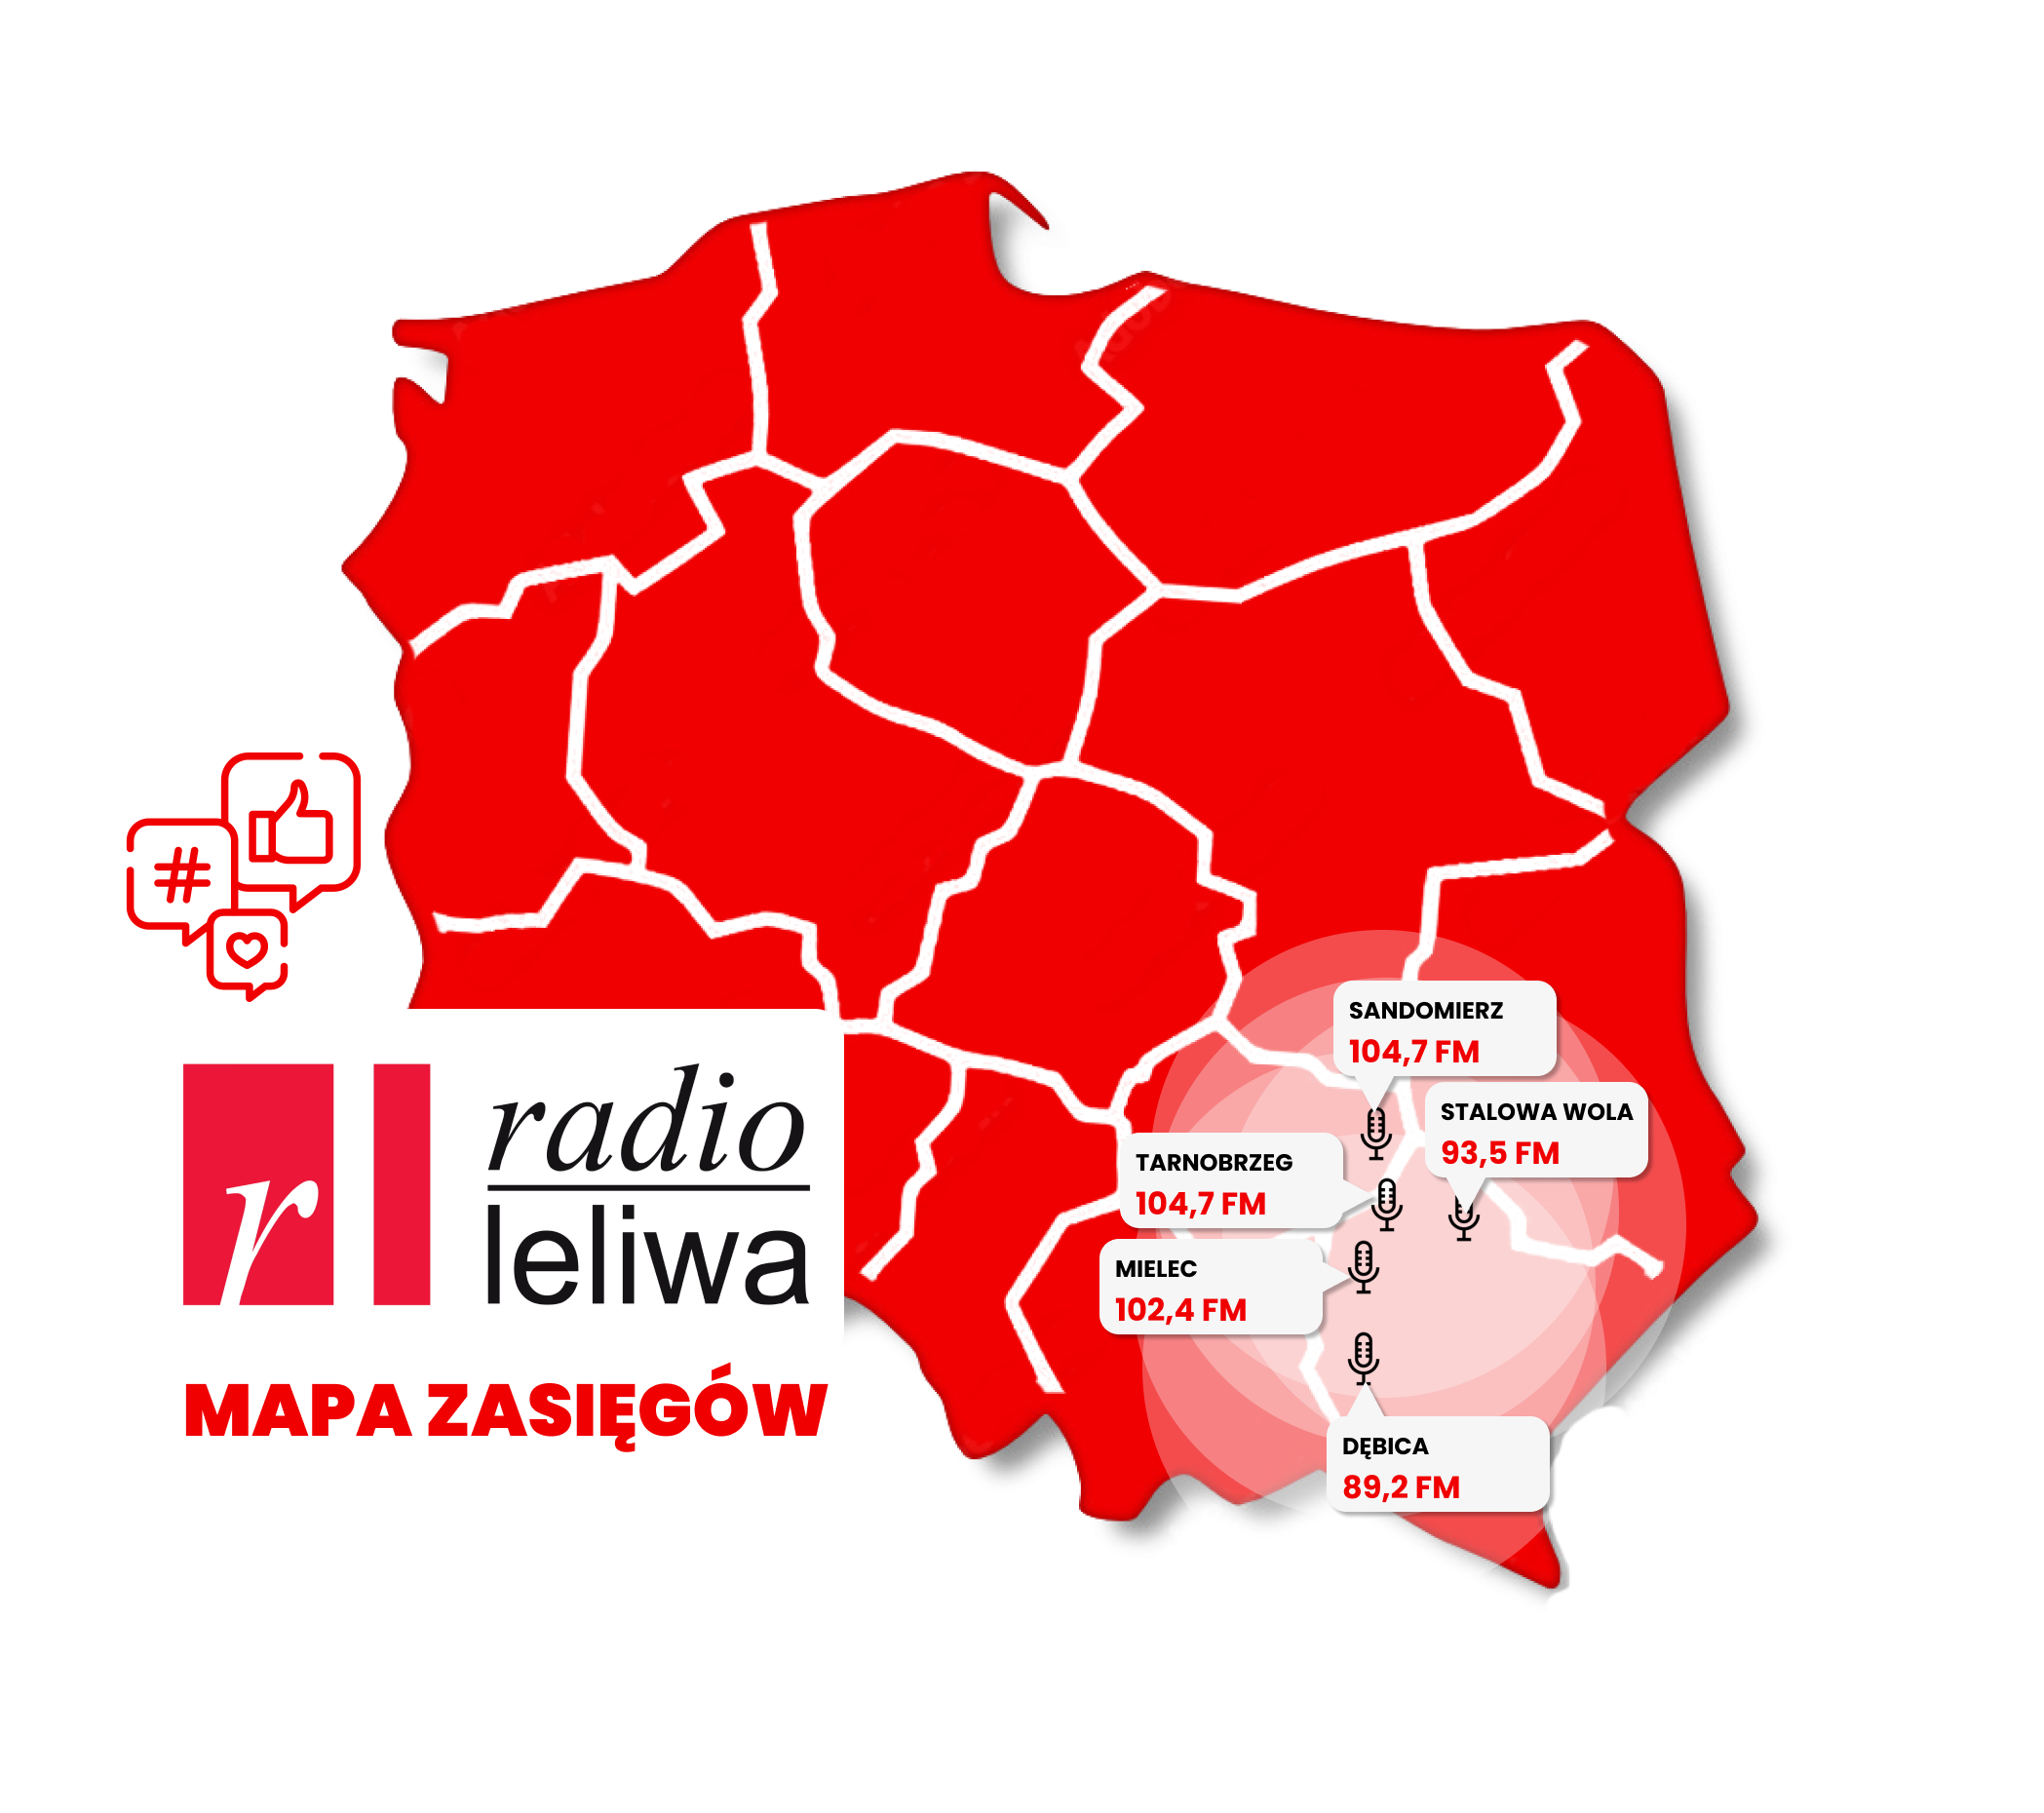 SANDOMIERZ
104,7 FM
STALOWA WOLA
93,5 FM
TARNOBRZEG
104,7 FM
MIELEC
102,4 FM
DĘBICA
89,2 FM
#
r
radio
leliwa
MAPA ZASIĘGÓW